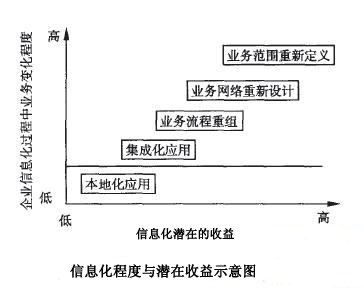 高
企业信息化过程中业务变化程度
业务范围重新定义
业务网络重新设计
业务流程重组
集成化应用
本地化应用
低
低
高
信息化潜在的收益
信息化程度与潜在收益示意图